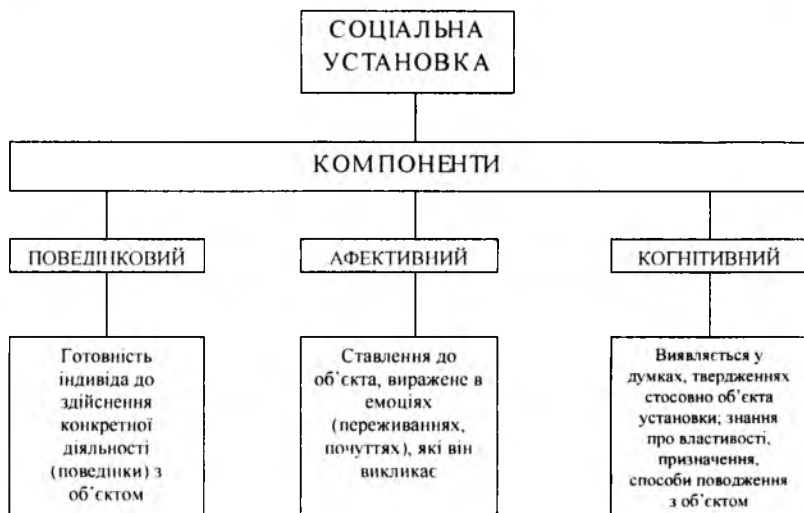 СОЦІАЛЬНА
УСТАНОВКА
КОМПОНЕНТИ
ПОВЕДІНКОВИЙ
АФЕКТИВНИЙ
КОГНІТИВНИЙ
Готовність
індивіда до
здійснення
конкретної
діяльності
(поведінки) з
об’єктом
Ставлення до
об’єкта, виражене в
емоціях
(переживаннях,
почуттях), які він
викликає
Виявляється у
думках, твердженнях
стосовно об’єкта
установки; знання
про властивості,
призначення,
способи поводження
з об’єктом